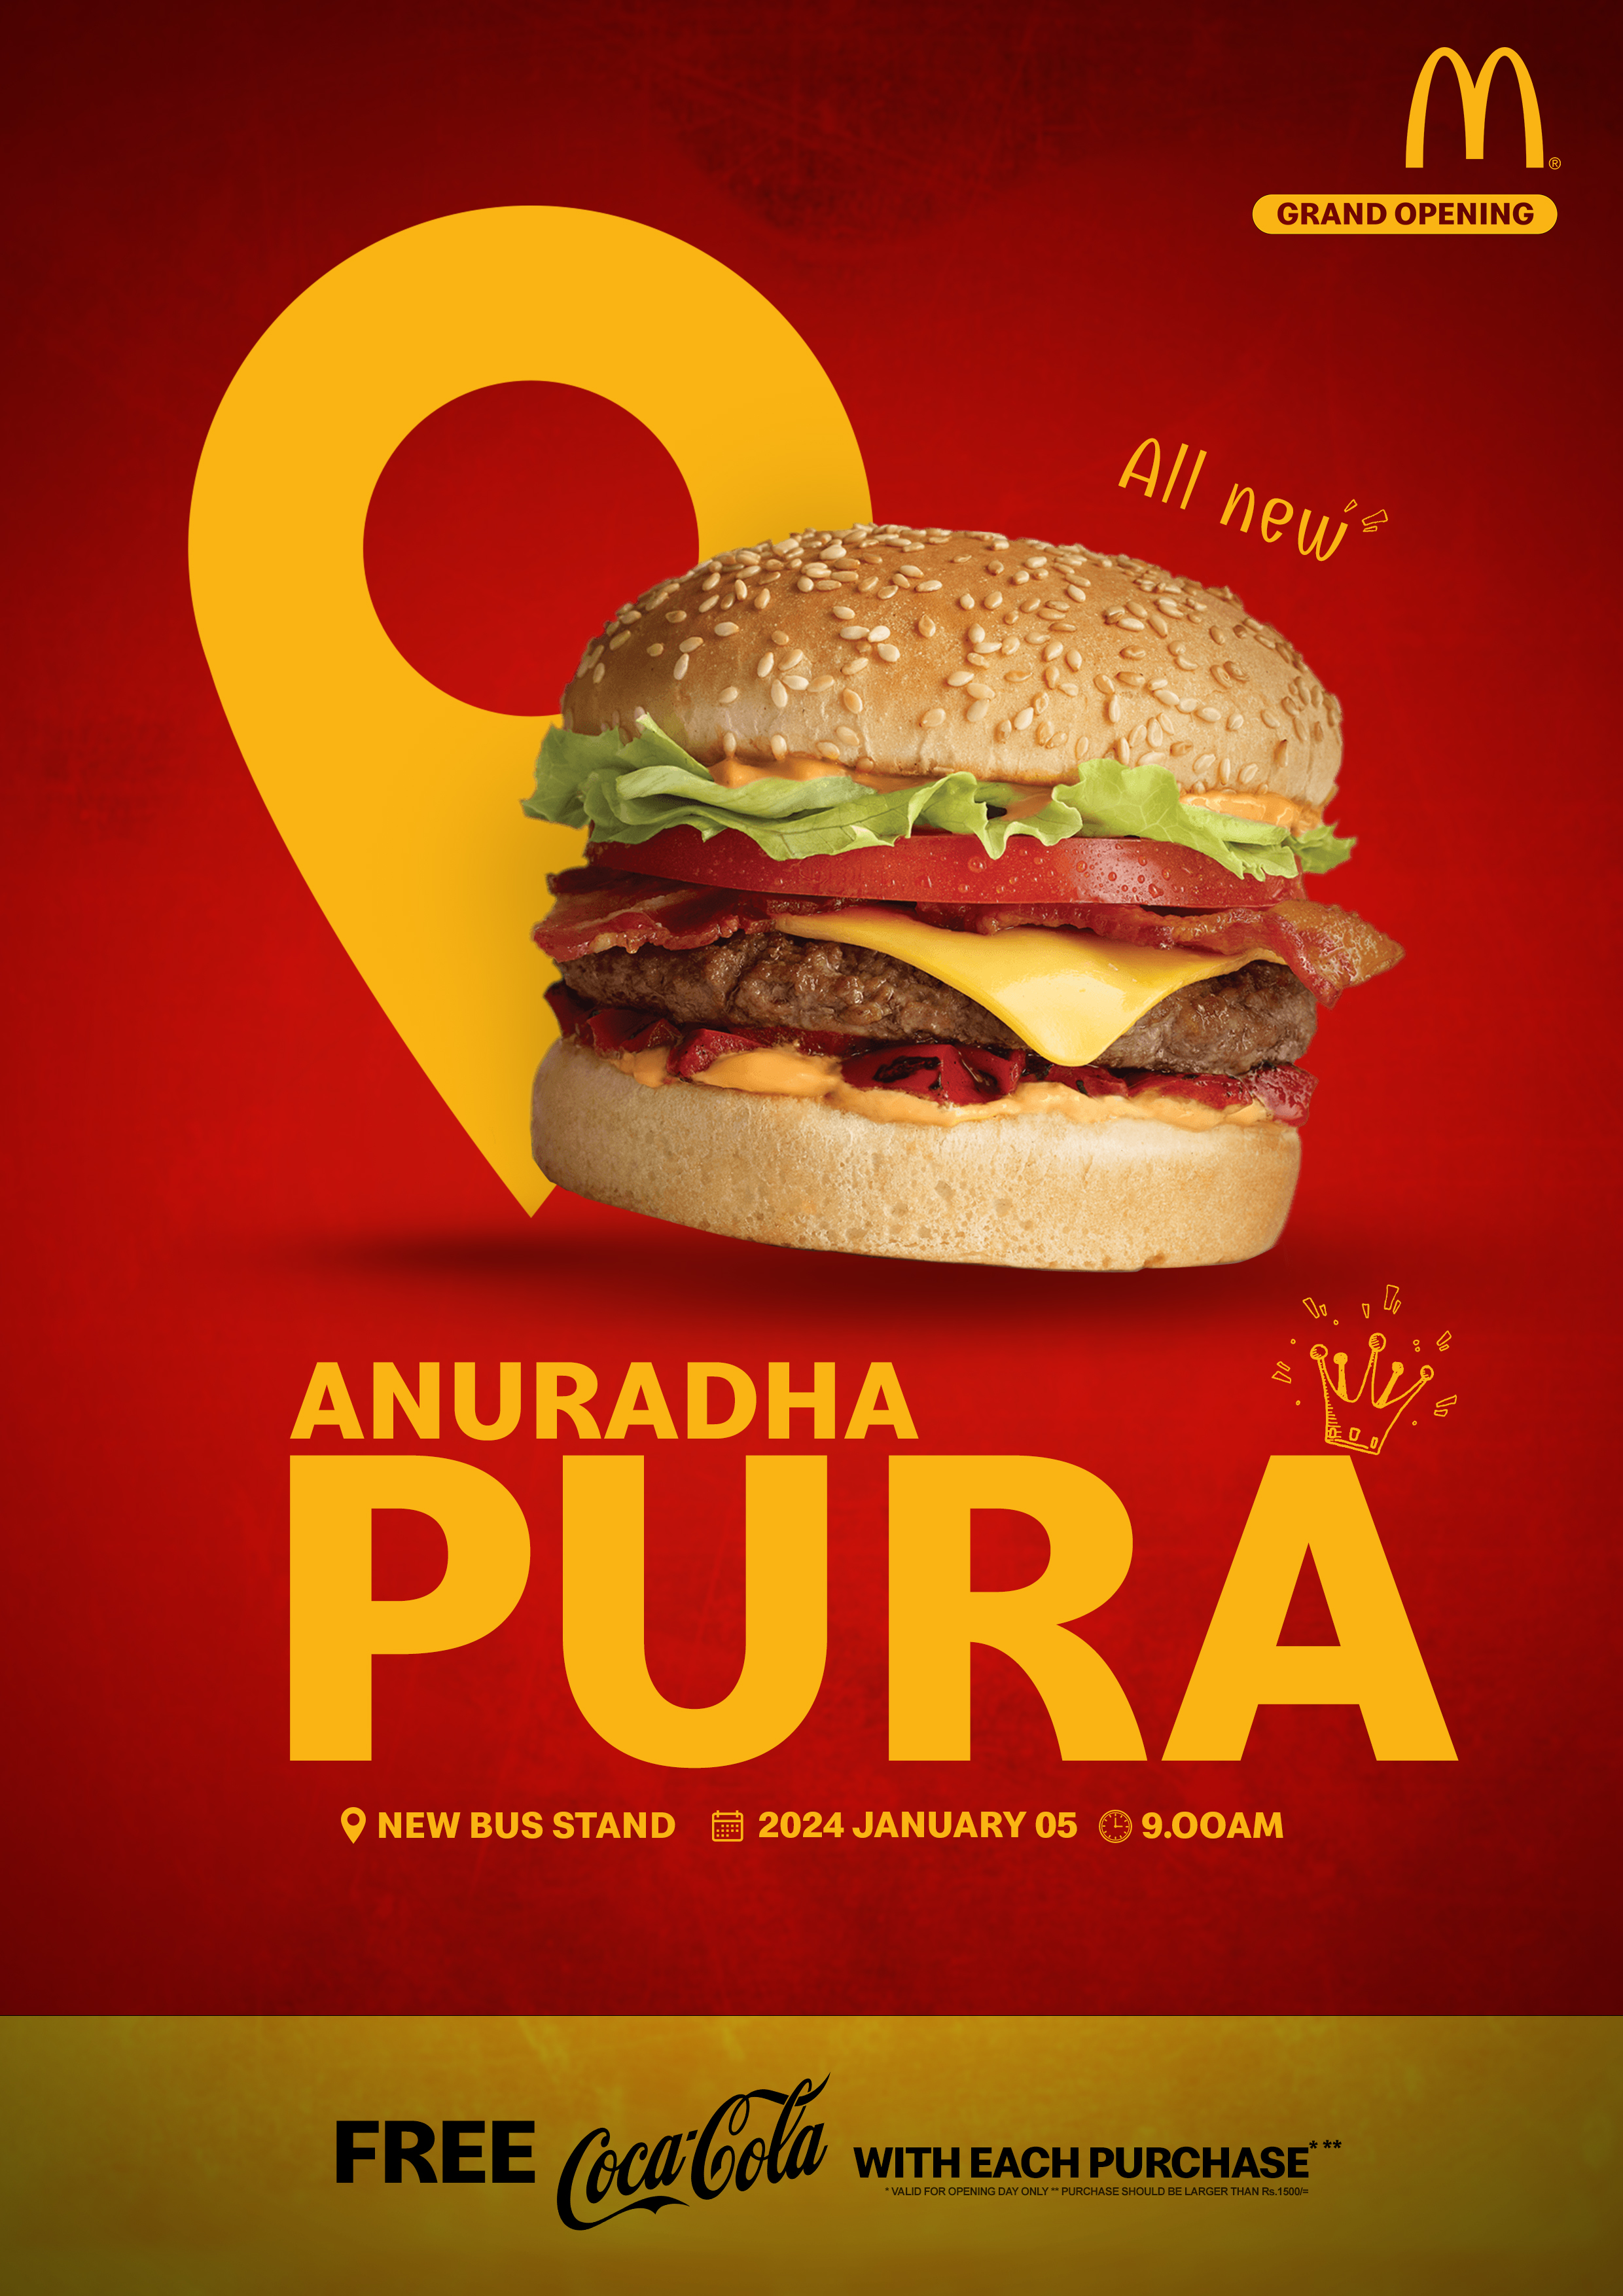 M®
GRAND OPENING
All new
ANURADHA
PURA
NEW BUS STAND 2024 JANUARY 05 9.00AM
FREE Coca-Cola WITH EACH PURCHASE* **
* VALID FOR OPENING DAY ONLY ** PURCHASE SHOULD BE LARGER THAN Rs.1500/=